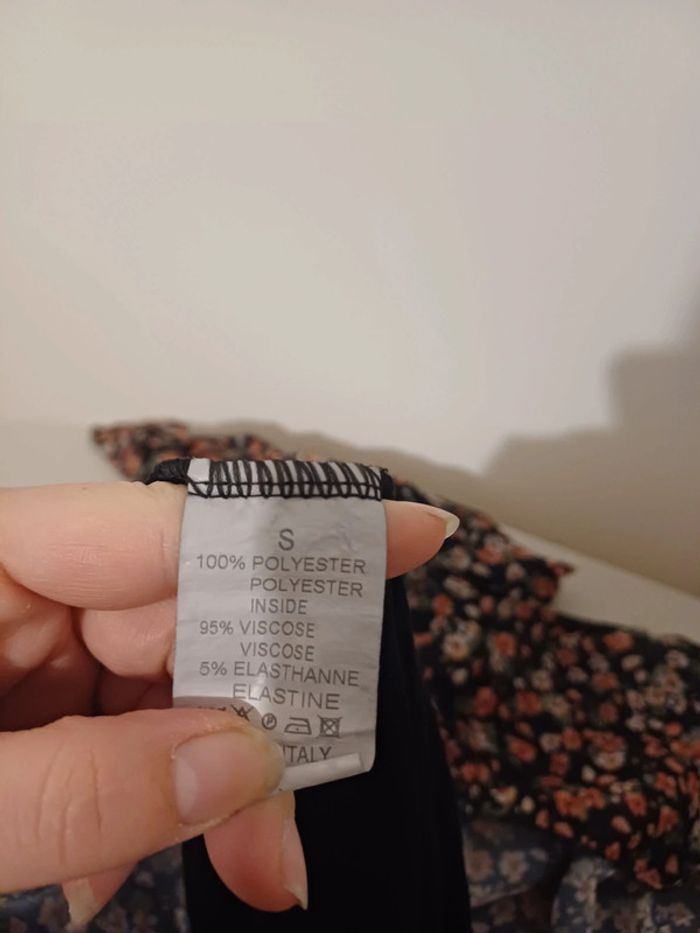 S
100% POLYESTER
POLYESTER
INSIDE
95% VISCOSE
VISCOSE
5% ELASTHANNE
ELASTINE
ITALY